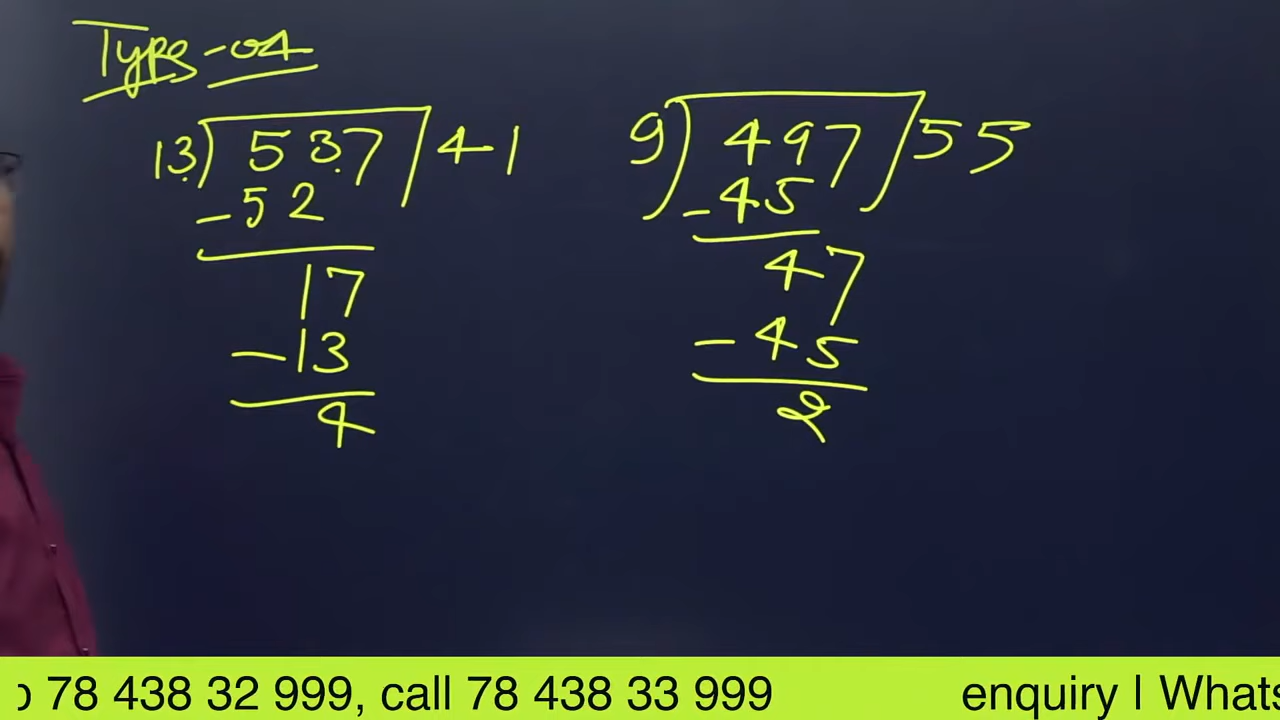 Type-04
13) 537 / 41
-52
17
-13
4
9) 497 / 55
-45
47
-45
2
78 438 32 999, call 78 438 33 999 enquiry I Whats